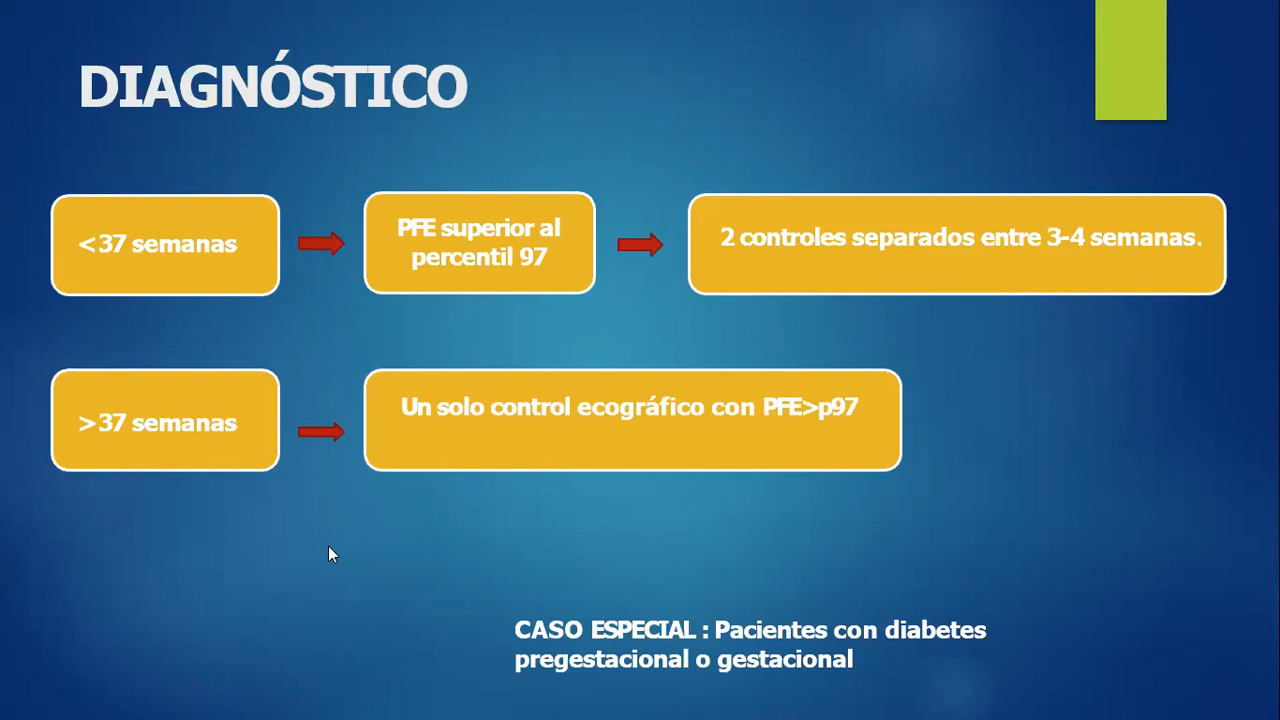 DIAGNÓSTICO
<37 semanas
PFE superior al
percentil 97
2 controles separados entre 3-4 semanas.
>37 semanas
Un solo control ecográfico con PFE>p97
CASO ESPECIAL : Pacientes con diabetes
pregestacional o gestacional